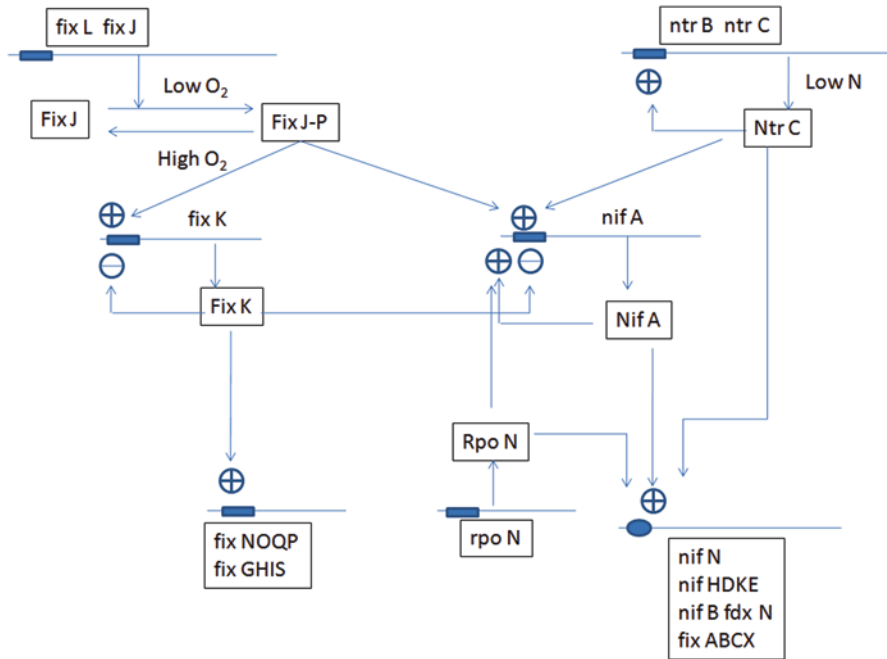 fix L fix J
ntr B ntr C
Low O2
Low N
Fix J
Fix J-P
Ntr C
High O2
fix K
nif A
Fix K
Nif A
Rpo N
fix NOQP
fix GHIS
rpo N
nif N
nif HDKE
nif B fdx N
fix ABCX